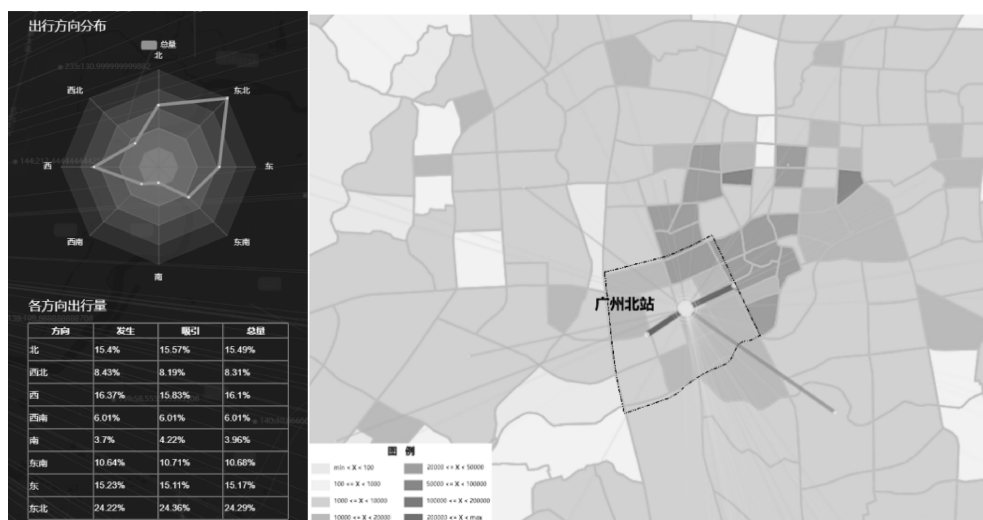 出行方向分布
总量
北
西北
东北
西
东
西南
东南
南
各方向出行量
方向 发生 吸引 总量
北 15.4% 15.57% 15.49%
西北 8.43% 8.19% 8.31%
西 16.37% 15.83% 16.1%
西南 6.01% 6.01% 6.01%
南 3.7% 4.22% 3.96%
东南 10.64% 10.71% 10.68%
东 15.23% 15.11% 15.17%
东北 24.22% 24.36% 24.29%
广州北站
图 例
min < X < 100
100 <= X < 1000
1000 <= X < 10000
10000 <= X < 20000
20000 <= X < 50000
50000 <= X < 100000
100000 <= X < 200000
200000 <= X < max